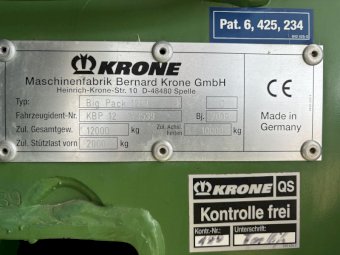 Pat. 6, 425, 234
KRONE
Maschinenfabrik Bernard Krone GmbH
Heinrich-Krone-Str. 10 D-48480 Spelle
CE
Typ: Big Pack
Fahrzeugident-Nr. KBP 12 Bj.
Zul. Gesamtgew. 12000 kg Zul. Achsl. 10000 kg
Zul. Stützlast vorn 2000 kg
Made in
Germany
KRONE QS
Kontrolle frei
Kontr.-Nr.: Unterschrift: